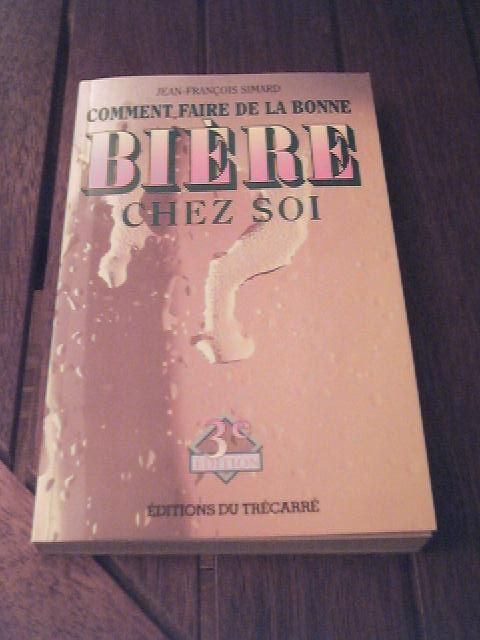 JEAN-FRANÇOIS SIMARD
COMMENT FAIRE DE LA BONNE
BIÈRE
CHEZ SOI
3e
ÉDITION
ÉDITIONS DU TRÉCARRÉ